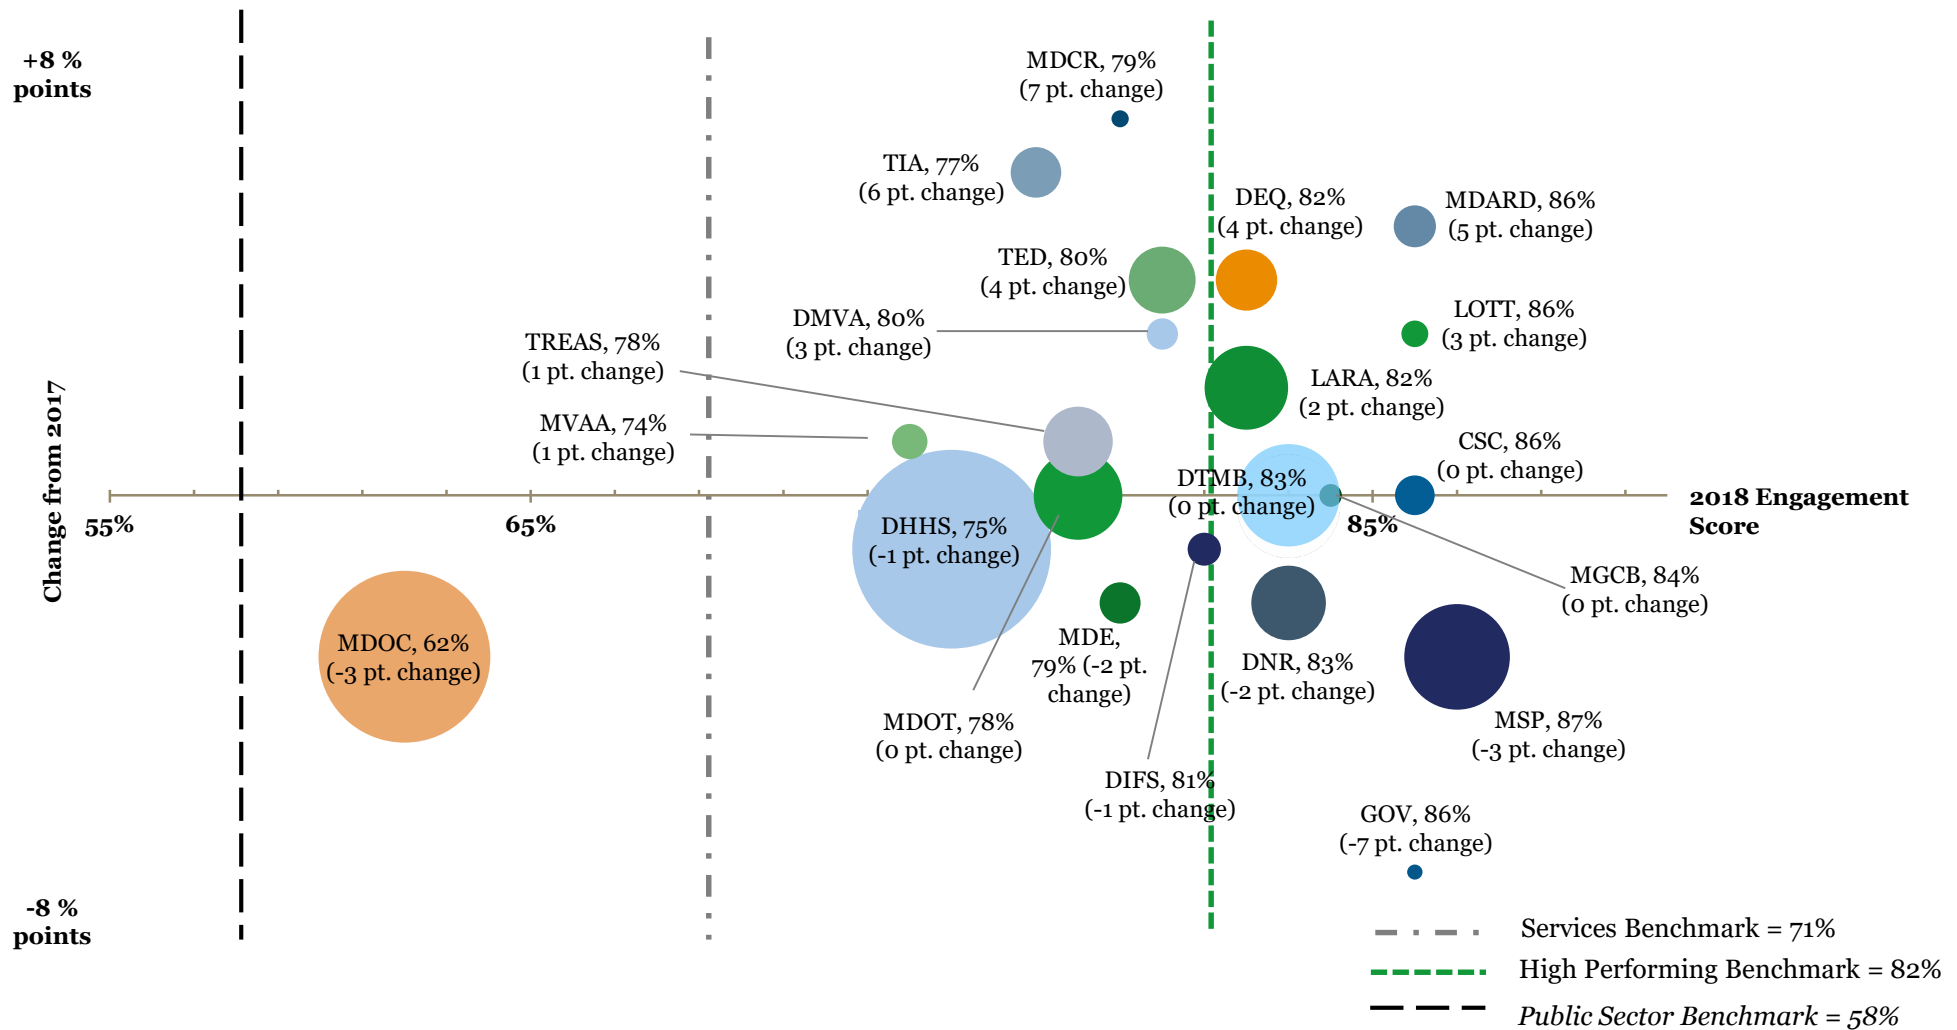 +8 %
points
MDCR, 79%
(7 pt. change)
TIA, 77%
(6 pt. change)
DEQ, 82%
(4 pt. change)
MDARD, 86%
(5 pt. change)
TED, 80%
(4 pt. change)
DMVA, 80%
(3 pt. change)
LOTT, 86%
(3 pt. change)
TREAS, 78%
(1 pt. change)
LARA, 82%
(2 pt. change)
MVAA, 74%
(1 pt. change)
CSC, 86%
(0 pt. change)
DTMB, 83%
(0 pt. change)
Change from 2017
55%
65%
85%
2018 Engagement
Score
DHHS, 75%
(-1 pt. change)
MGCB, 84%
(0 pt. change)
MDOC, 62%
(-3 pt. change)
MDE,
79% (-2 pt.
change)
DNR, 83%
(-2 pt. change)
MDOT, 78%
(0 pt. change)
MSP, 87%
(-3 pt. change)
DIFS, 81%
(-1 pt. change)
GOV, 86%
(-7 pt. change)
-8 %
points
Services Benchmark = 71%
High Performing Benchmark = 82%
Public Sector Benchmark = 58%